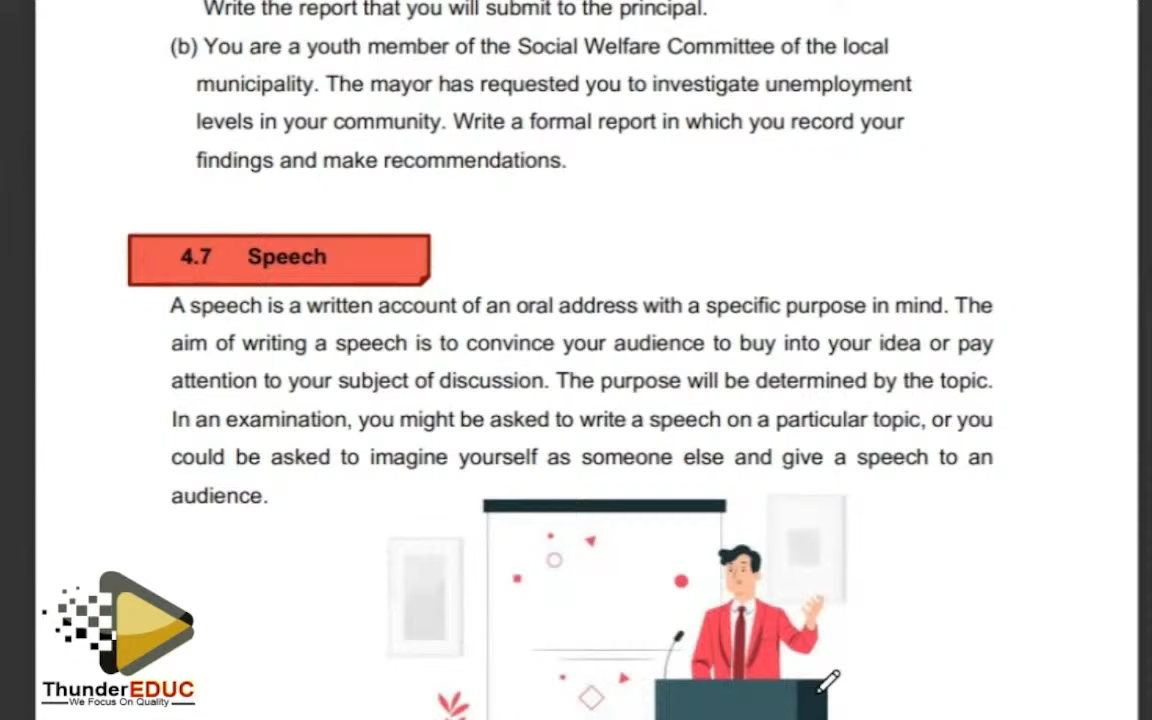 Write the report that you will submit to the principal.
(b) You are a youth member of the Social Welfare Committee of the local
municipality. The mayor has requested you to investigate unemployment
levels in your community. Write a formal report in which you record your
findings and make recommendations.
4.7 Speech
A speech is a written account of an oral address with a specific purpose in mind. The
aim of writing a speech is to convince your audience to buy into your idea or pay
attention to your subject of discussion. The purpose will be determined by the topic.
In an examination, you might be asked to write a speech on a particular topic, or you
could be asked to imagine yourself as someone else and give a speech to an
audience.
ThunderEDUC
We Focus On Quality